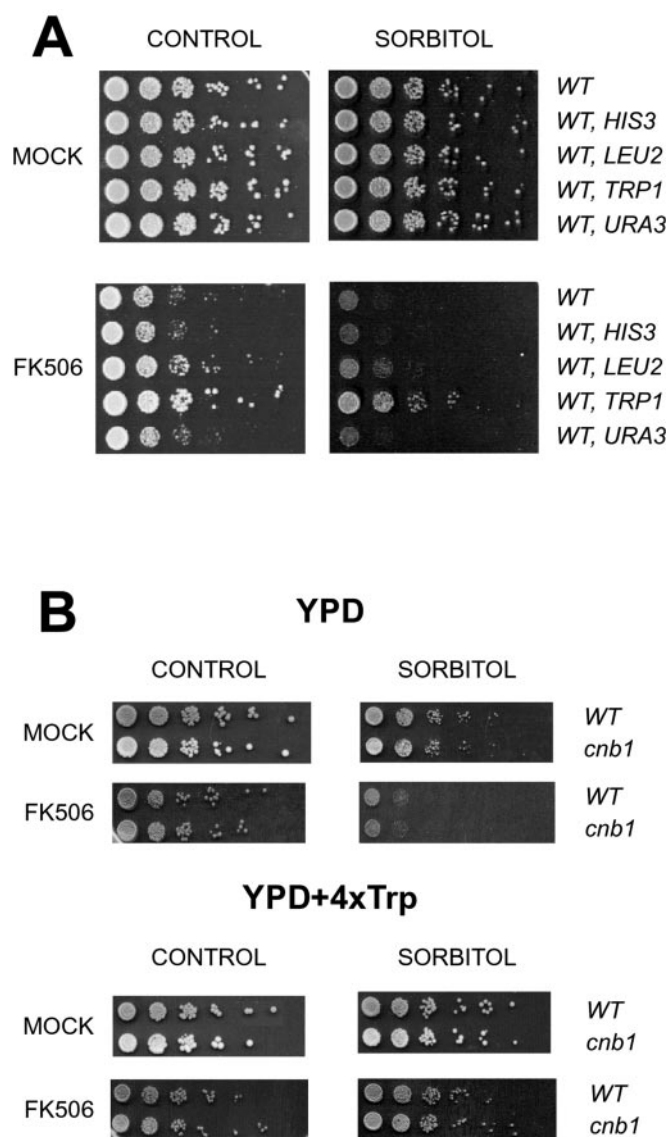 A
CONTROL SORBITOL
MOCK
WT
WT, HIS3
WT, LEU2
WT, TRP1
WT, URA3
FK506
WT
WT, HIS3
WT, LEU2
WT, TRP1
WT, URA3
B
YPD
CONTROL SORBITOL
MOCK
WT
cnb1
FK506
WT
cnb1
YPD+4xTrp
CONTROL SORBITOL
MOCK
WT
cnb1
FK506
WT
cnb1